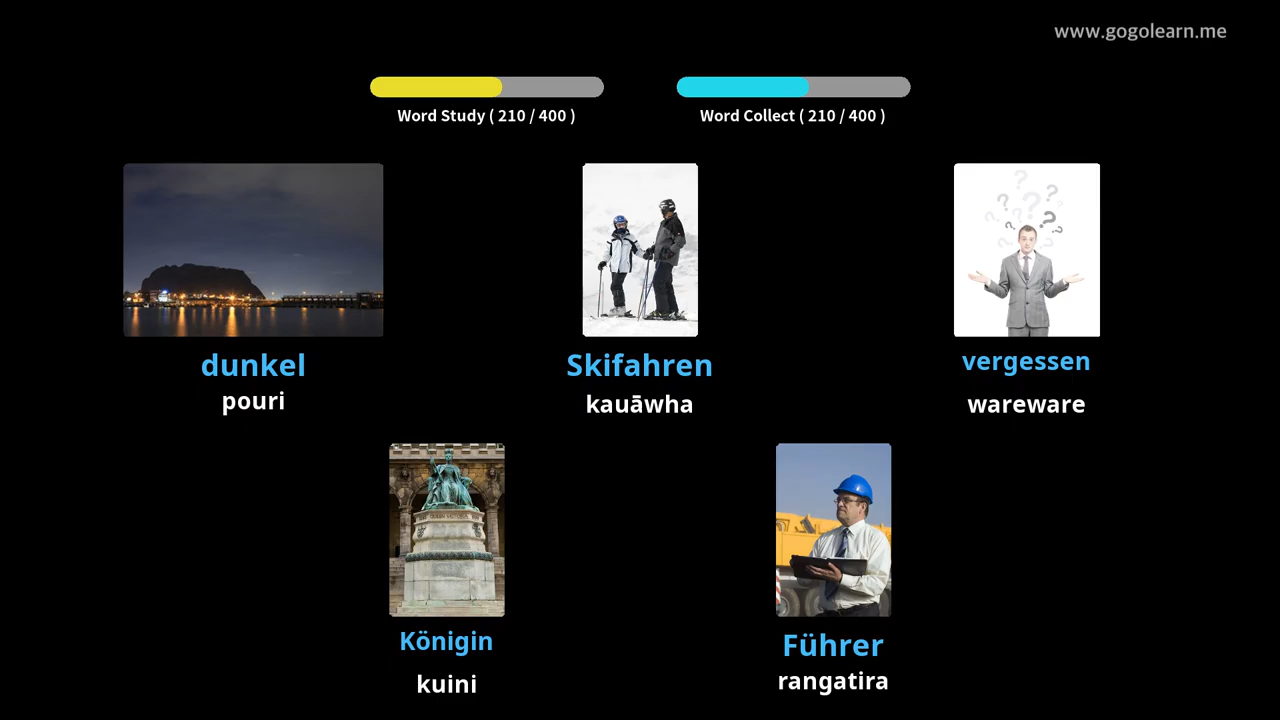 www.gogolearn.me
Word Study ( 210 / 400 )
Word Collect ( 210 / 400 )
dunkel
pouri
Skifahren
kauāwha
vergessen
wareware
Königin
kuini
Führer
rangatira